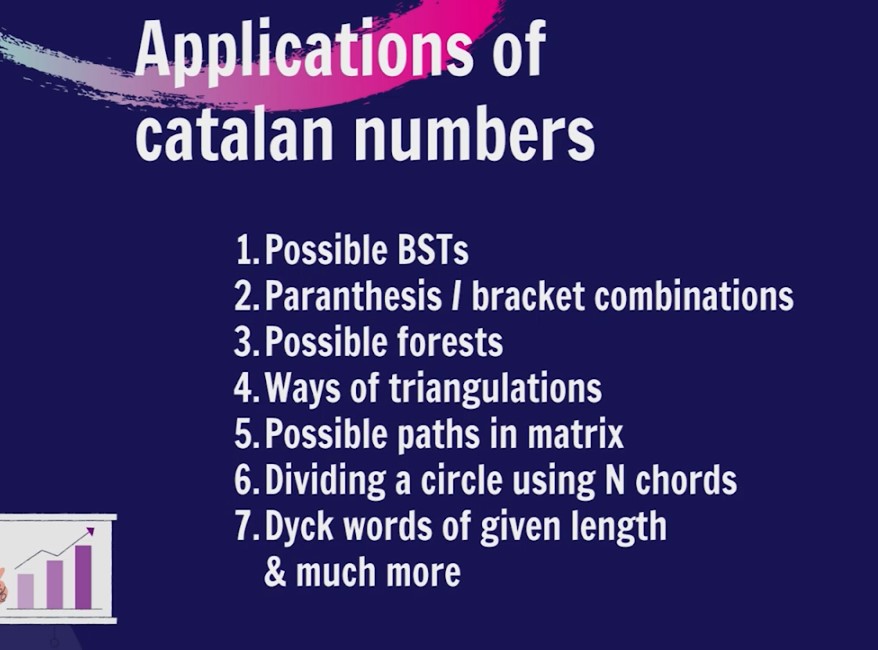 Applications of
catalan numbers
1. Possible BSTs
2. Paranthesis / bracket combinations
3. Possible forests
4. Ways of triangulations
5. Possible paths in matrix
6. Dividing a circle using N chords
7. Dyck words of given length
& much more